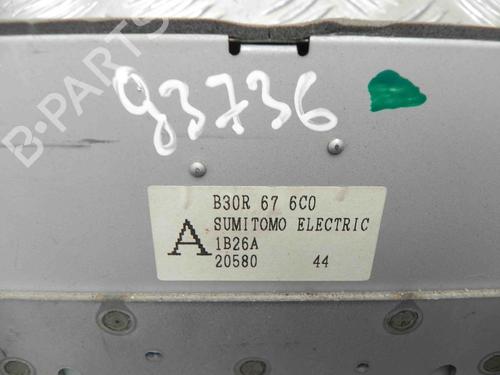 B-PARTS
93736
B30R 67 6C0
A SUMITOMO ELECTRIC
1B26A
20580 44